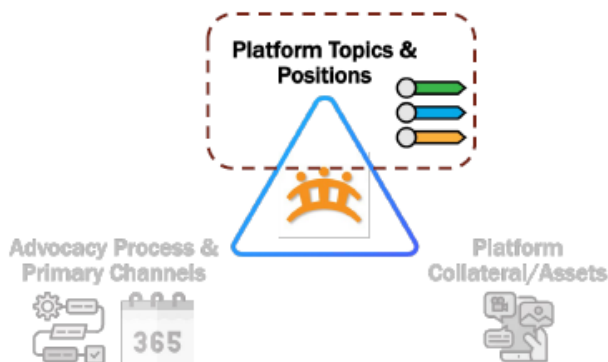 Platform Topics &
Positions
Advocacy Process &
Primary Channels
365
Platform
Collateral/Assets